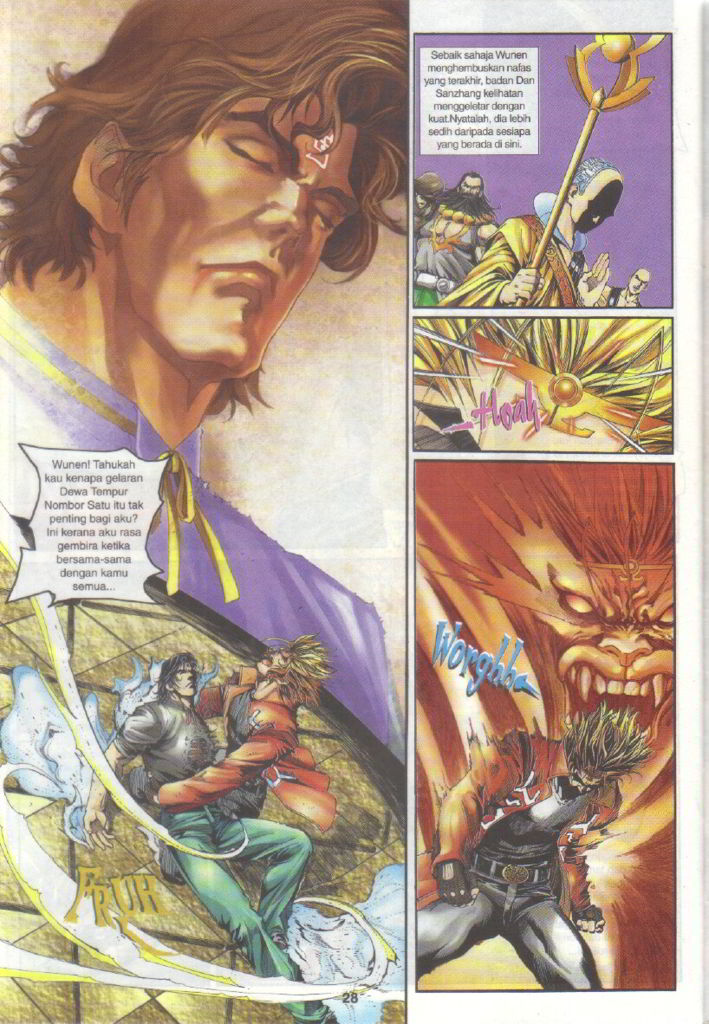 Wunen! Tahukah
kau kenapa gelaran
Dewa Tempur
Nombor Satu itu tak
penting bagi aku?
Ini kerana aku rasa
gembira ketika
bersama-sama
dengan kamu
semua...
FRUH
Sebaik sahaja Wunen
menghembuskan nafas
yang terakhir, badan Dan
Sanzhang kelihatan
menggeletar dengan
kuat.Nyatalah, dia lebih
sedih daripada sesiapa
yang berada di sini.
Hoah
Worghhh
28